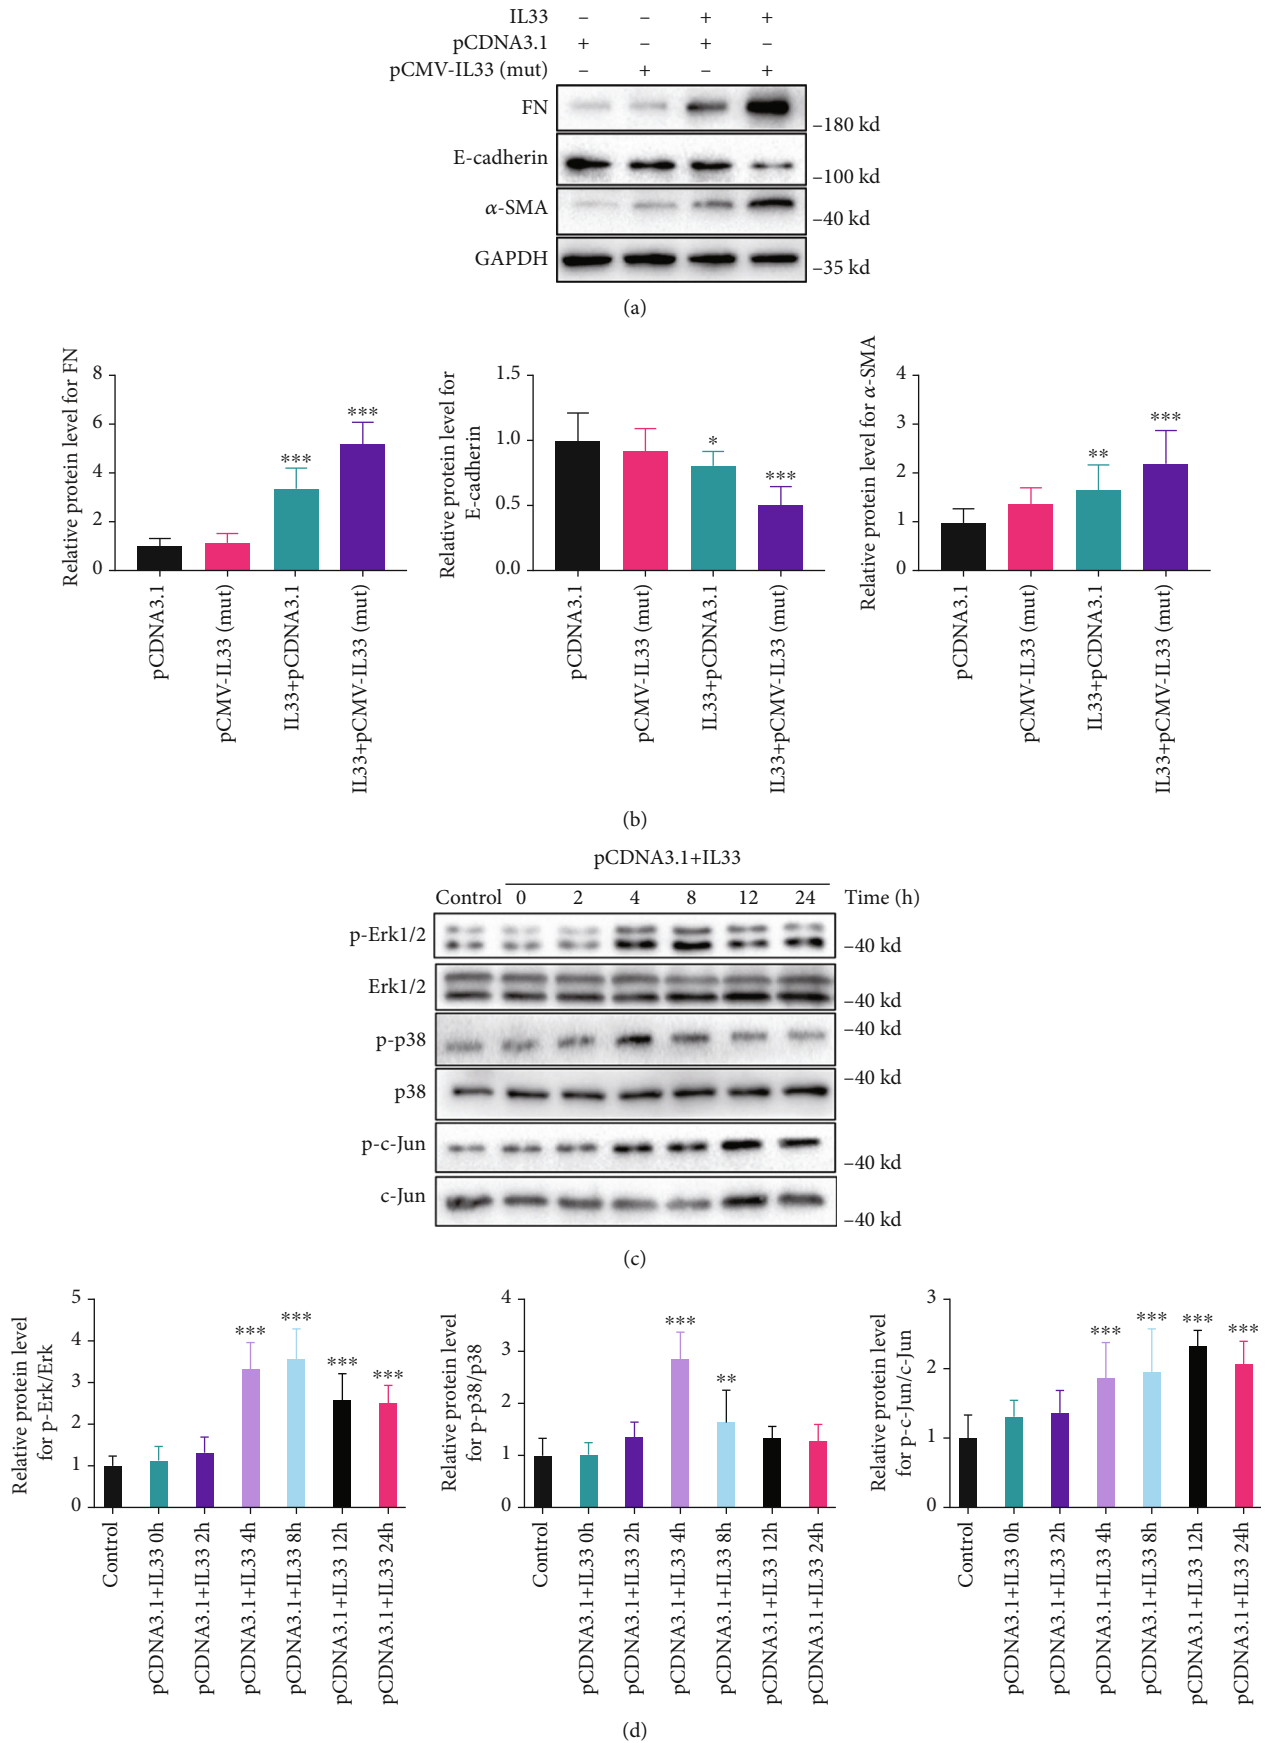 IL33 – – + +
pCDNA3.1 + – + –
pCMV-IL33 (mut) – + – +
FN
–180 kd
E-cadherin
–100 kd
α-SMA
–40 kd
GAPDH
–35 kd
(a)
Relative protein level for FN
8
6
4
2
0
***
***
pCDNA3.1
pCMV-IL33 (mut)
IL33+pCDNA3.1
IL33+pCMV-IL33 (mut)
Relative protein level for
E-cadherin
1.5
1.0
0.5
0.0
*
***
pCDNA3.1
pCMV-IL33 (mut)
IL33+pCDNA3.1
IL33+pCMV-IL33 (mut)
Relative protein level for α-SMA
4
3
2
1
0
**
***
pCDNA3.1
pCMV-IL33 (mut)
IL33+pCDNA3.1
IL33+pCMV-IL33 (mut)
(b)
pCDNA3.1+IL33
Control 0 2 4 8 12 24 Time (h)
p-Erk1/2
–40 kd
Erk1/2
–40 kd
p-p38
–40 kd
p38
–40 kd
p-c-Jun
–40 kd
c-Jun
–40 kd
(c)
Relative protein level
for p-Erk/Erk
5
4
3
2
1
0
***
***
***
***
Control
pCDNA3.1+IL33 0h
pCDNA3.1+IL33 2h
pCDNA3.1+IL33 4h
pCDNA3.1+IL33 8h
pCDNA3.1+IL33 12h
pCDNA3.1+IL33 24h
Relative protein level
for p-p38/p38
4
3
2
1
0
***
**
Control
pCDNA3.1+IL33 0h
pCDNA3.1+IL33 2h
pCDNA3.1+IL33 4h
pCDNA3.1+IL33 8h
pCDNA3.1+IL33 12h
pCDNA3.1+IL33 24h
Relative protein level
for p-c-Jun/c-Jun
3
2
1
0
***
***
***
***
Control
pCDNA3.1+IL33 0h
pCDNA3.1+IL33 2h
pCDNA3.1+IL33 4h
pCDNA3.1+IL33 8h
pCDNA3.1+IL33 12h
pCDNA3.1+IL33 24h
(d)